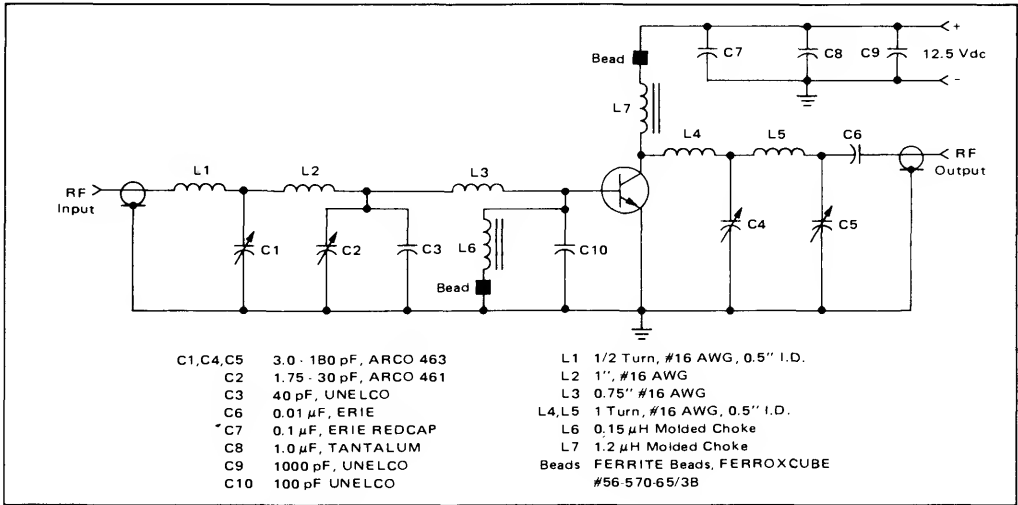 +
Bead
C7
C8
C9
12.5 Vdc
−
L7
L4
L5
C6
RF
Output
L1
L2
L3
RF
Input
C1
C2
C3
L6
C10
C4
C5
Bead
C1,C4,C5 3.0 - 180 pF, ARCO 463
C2 1.75 - 30 pF, ARCO 461
C3 40 pF, UNELCO
C6 0.01 μF, ERIE
C7 0.1 μF, ERIE REDCAP
C8 1.0 μF, TANTALUM
C9 1000 pF, UNELCO
C10 100 pF UNELCO
L1 1/2 Turn, #16 AWG, 0.5" I.D.
L2 1", #16 AWG
L3 0.75" #16 AWG
L4,L5 1 Turn, #16 AWG, 0.5" I.D.
L6 0.15 μH Molded Choke
L7 1.2 μH Molded Choke
Beads FERRITE Beads, FERROXCUBE
#56-570-65/3B